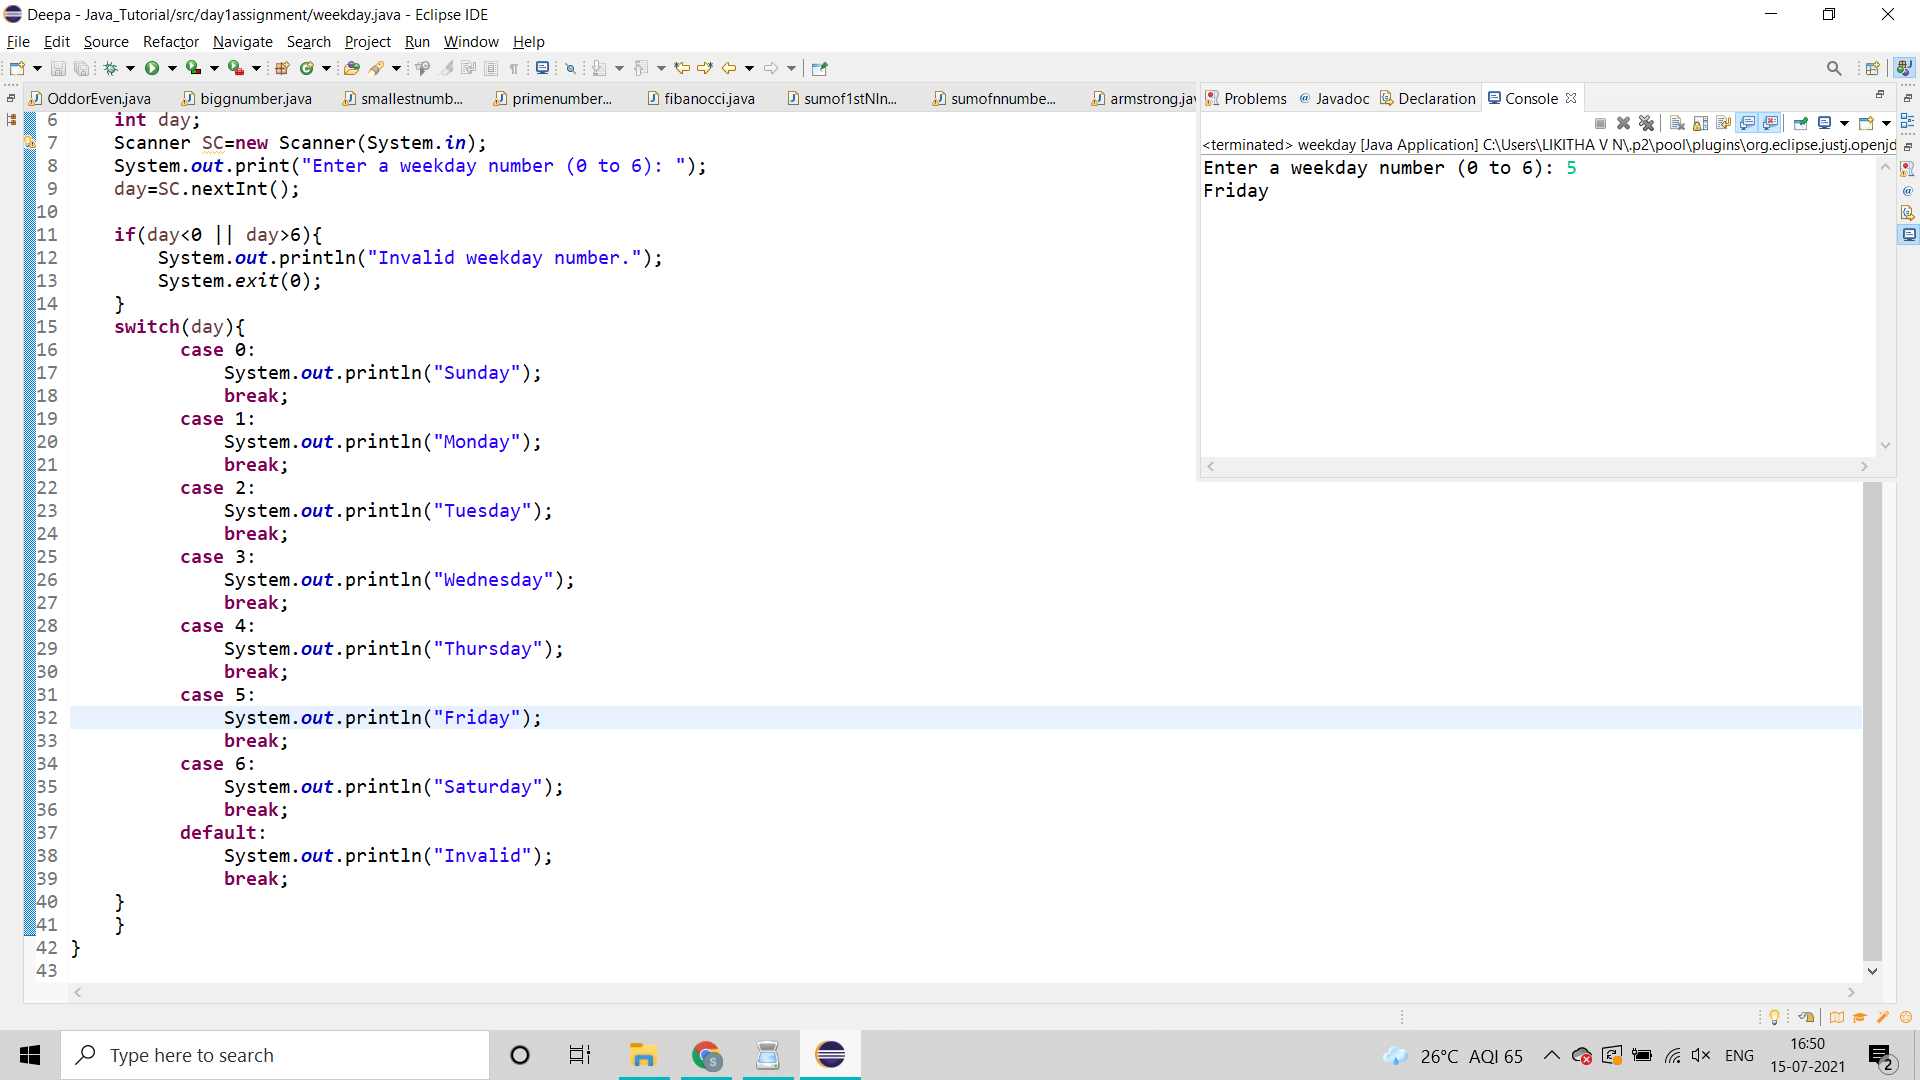 Deepa - Java_Tutorial/src/day1assignment/weekday.java - Eclipse IDE
File Edit Source Refactor Navigate Search Project Run Window Help
OddorEven.java biggnumber.java smallestnumb... primenumber... fibanocci.java sumof1stNIn... sumofnnumbe... armstrong.jav
6 int day;
7 Scanner SC=new Scanner(System.in);
8 System.out.print("Enter a weekday number (0 to 6): ");
9 day=SC.nextInt();
10
11 if(day<0 || day>6){
12 System.out.println("Invalid weekday number.");
13 System.exit(0);
14 }
15 switch(day){
16 case 0:
17 System.out.println("Sunday");
18 break;
19 case 1:
20 System.out.println("Monday");
21 break;
22 case 2:
23 System.out.println("Tuesday");
24 break;
25 case 3:
26 System.out.println("Wednesday");
27 break;
28 case 4:
29 System.out.println("Thursday");
30 break;
31 case 5:
32 System.out.println("Friday");
33 break;
34 case 6:
35 System.out.println("Saturday");
36 break;
37 default:
38 System.out.println("Invalid");
39 break;
40 }
41 }
42 }
43
Problems Javadoc Declaration Console
<terminated> weekday [Java Application] C:\Users\LIKITHA V N\.p2\pool\plugins\org.eclipse.justj.openjd
Enter a weekday number (0 to 6): 5
Friday
Type here to search
26°C AQI 65
ENG
16:50
15-07-2021
2